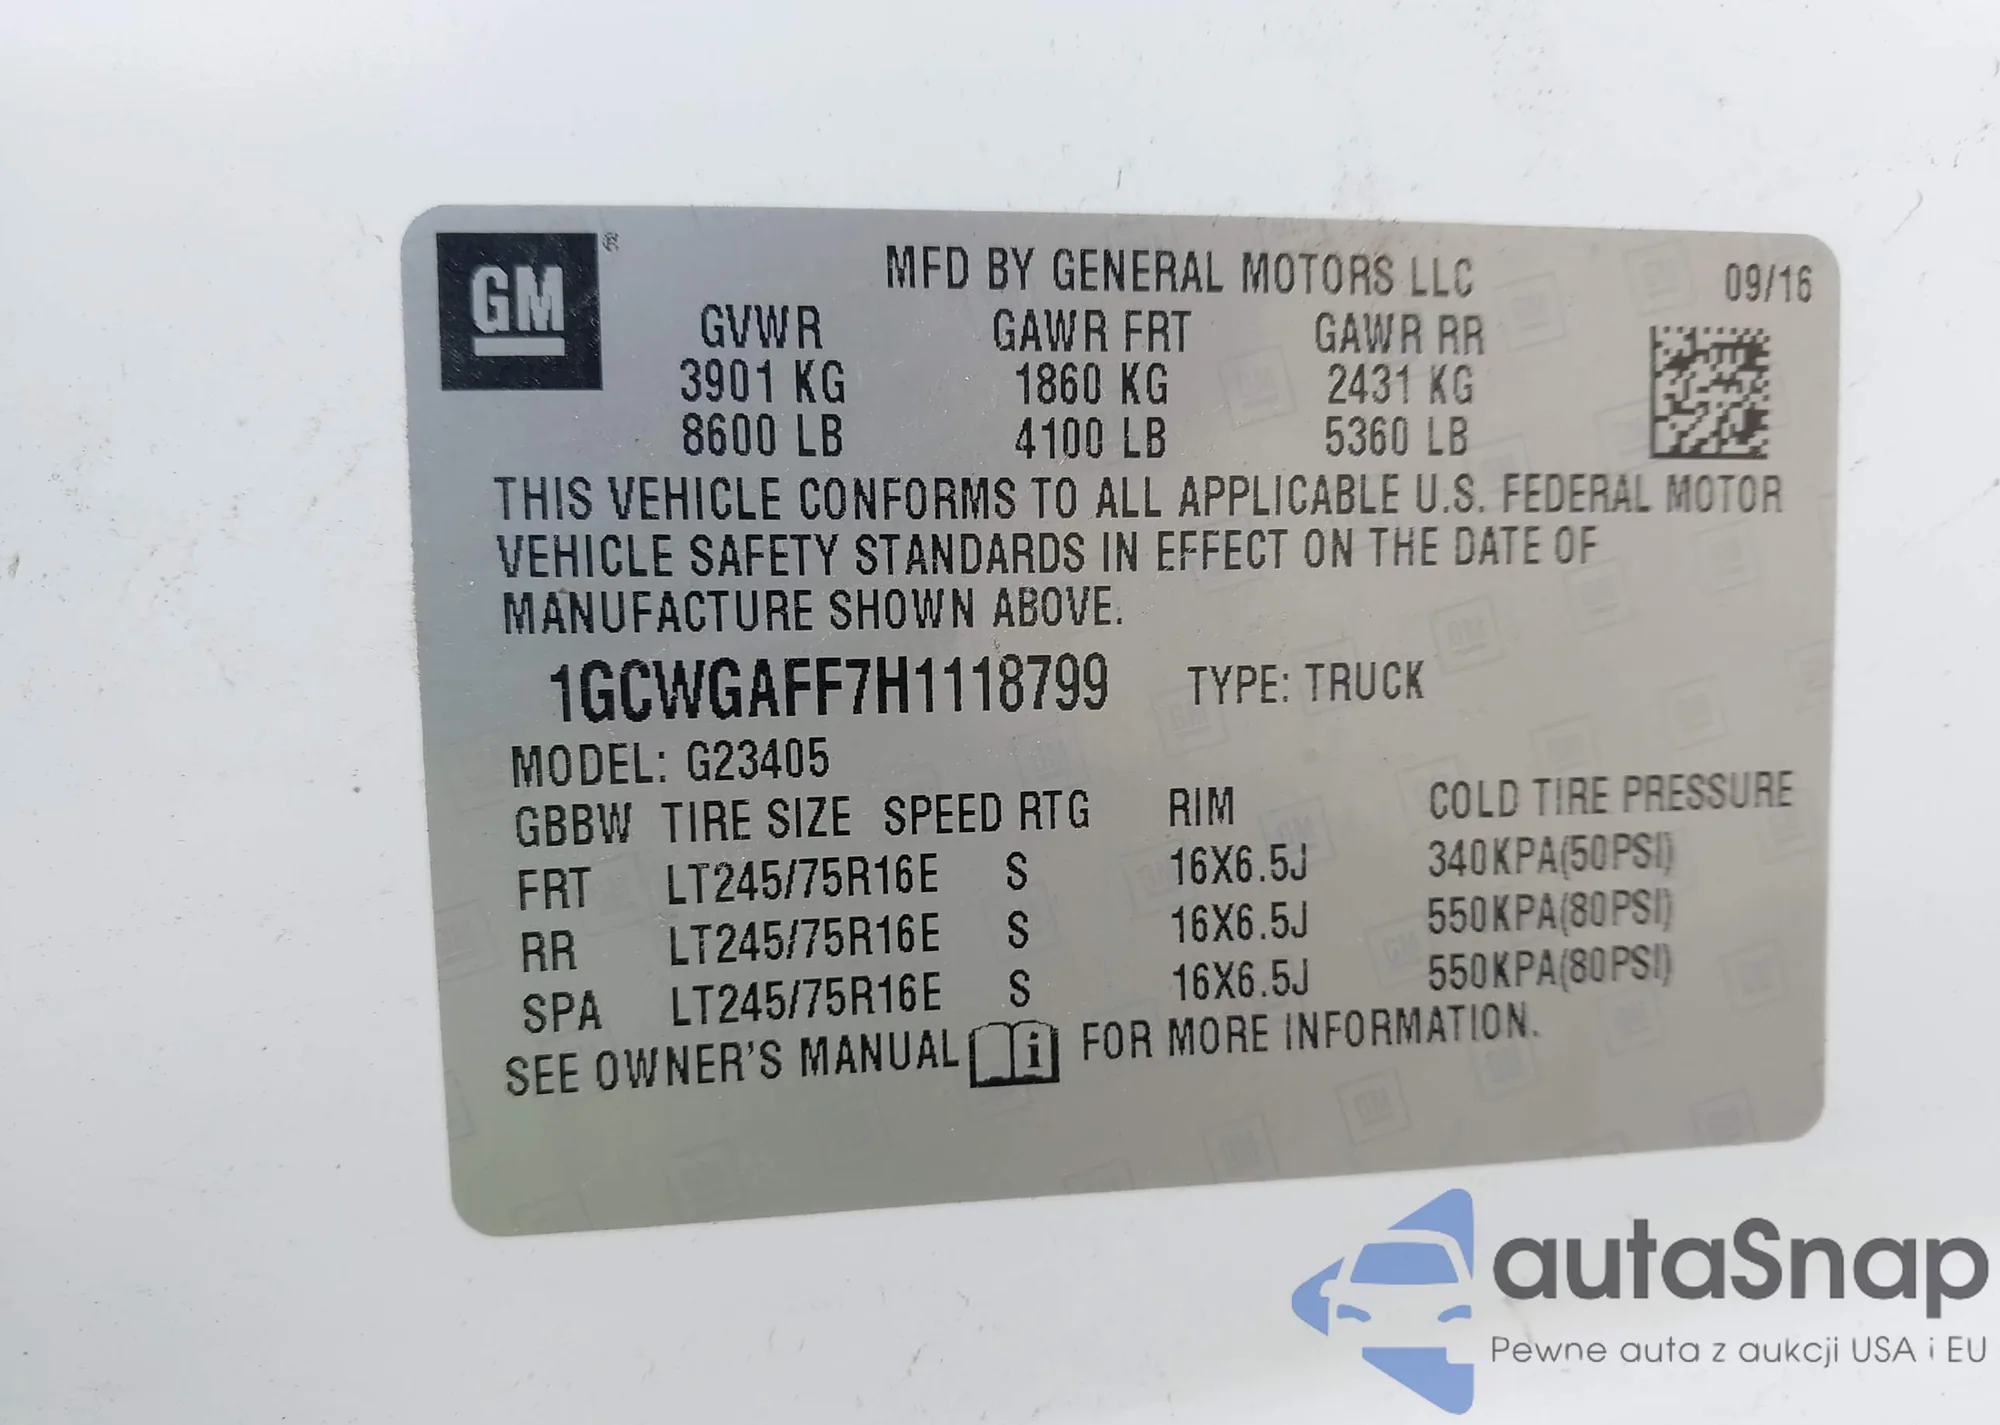 GM ®
MFD BY GENERAL MOTORS LLC 09/16
GVWR GAWR FRT GAWR RR
3901 KG 1860 KG 2431 KG
8600 LB 4100 LB 5360 LB
THIS VEHICLE CONFORMS TO ALL APPLICABLE U.S. FEDERAL MOTOR
VEHICLE SAFETY STANDARDS IN EFFECT ON THE DATE OF
MANUFACTURE SHOWN ABOVE.
1GCWGAFF7H1118799 TYPE: TRUCK
MODEL: G23405
GBBW TIRE SIZE SPEED RTG RIM COLD TIRE PRESSURE
FRT LT245/75R16E S 16X6.5J 340KPA(50PSI)
RR LT245/75R16E S 16X6.5J 550KPA(80PSI)
SPA LT245/75R16E S 16X6.5J 550KPA(80PSI)
SEE OWNER'S MANUAL i FOR MORE INFORMATION.
autaSnap
Pewne auta z aukcji USA i EU